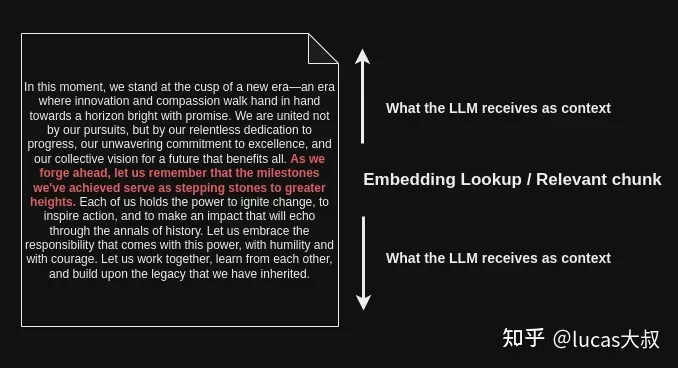 In this moment, we stand at the cusp of a new era—an era
where innovation and compassion walk hand in hand
towards a horizon bright with promise. We are united not
by our pursuits, but by our relentless dedication to
progress, our unwavering commitment to excellence, and
our collective vision for a future that benefits all. As we
forge ahead, let us remember that the milestones
we've achieved serve as stepping stones to greater
heights. Each of us holds the power to ignite change, to
inspire action, and to make an impact that will echo
through the annals of history. Let us embrace the
responsibility that comes with this power, with humility and
with courage. Let us work together, learn from each other,
and build upon the legacy that we have inherited.
What the LLM receives as context
Embedding Lookup / Relevant chunk
What the LLM receives as context
知乎 @lucas大叔